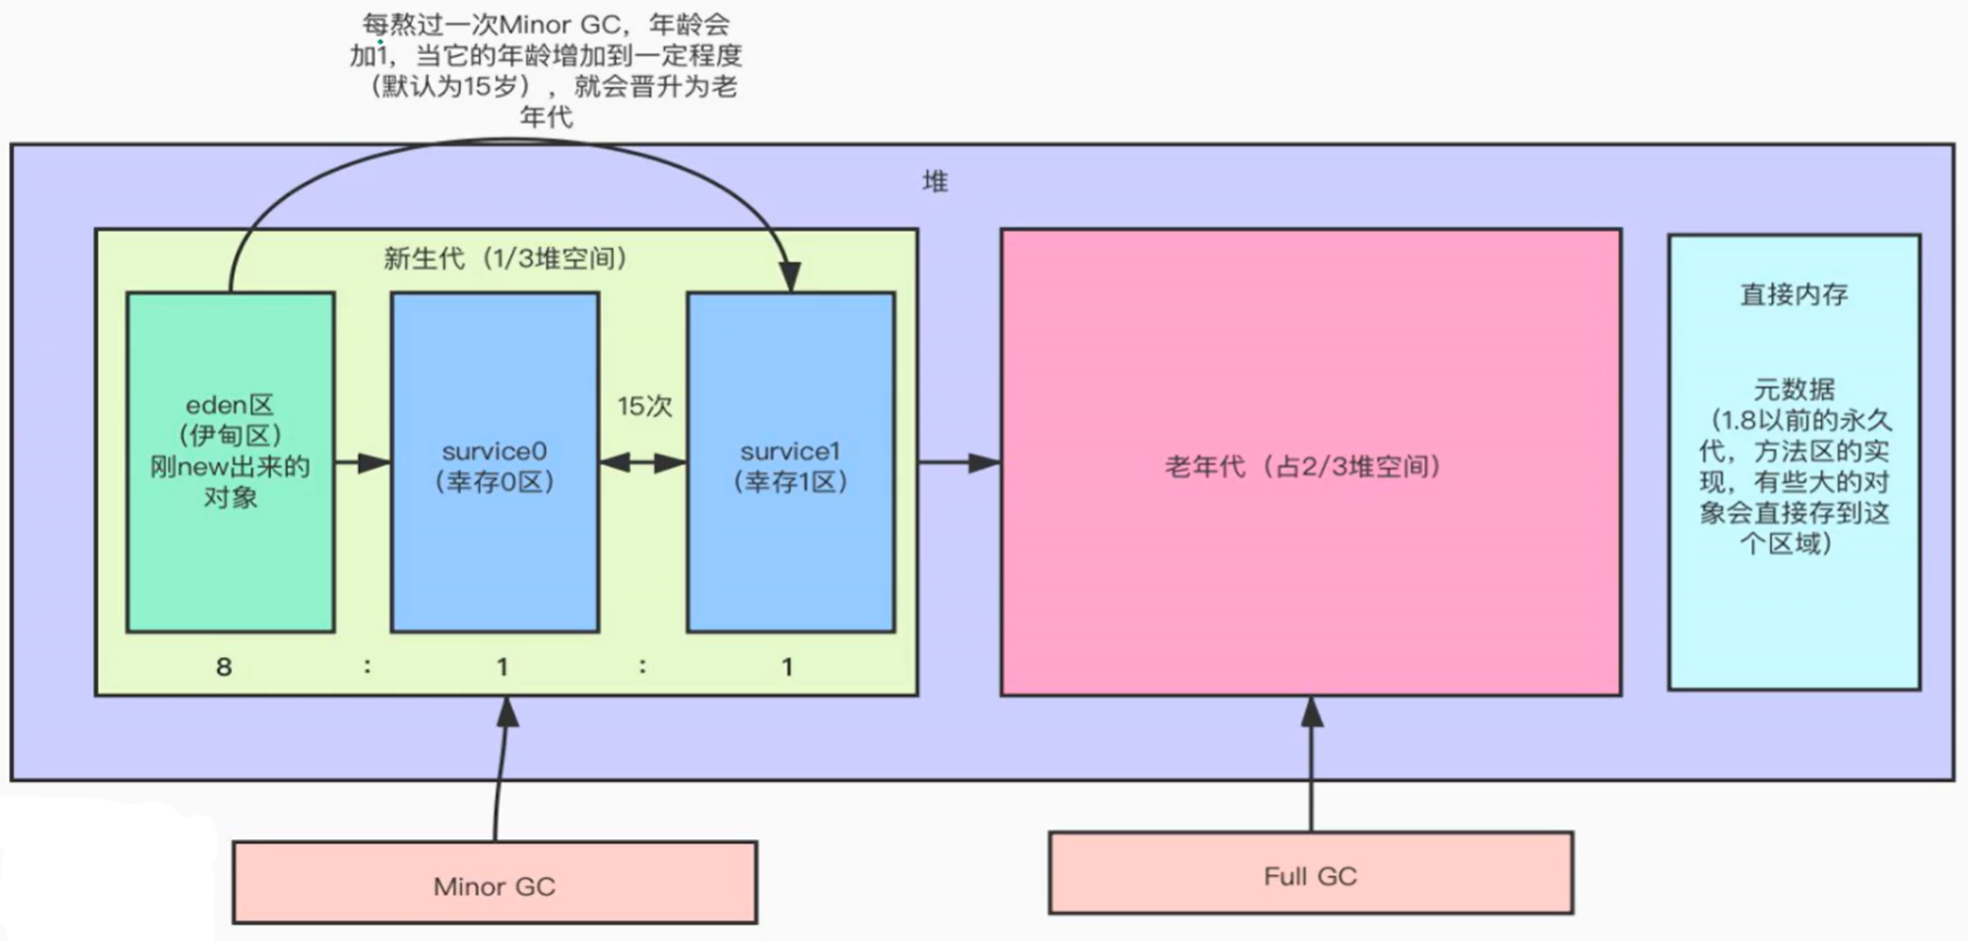 每熬过一次Minor GC，年龄会
加1，当它的年龄增加到一定程度
（默认为15岁），就会晋升为老
年代
堆
新生代（1/3堆空间）
eden区
（伊甸区）
刚new出来的
对象
survice0
（幸存0区）
15次
survice1
（幸存1区）
8 : 1 : 1
老年代（占2/3堆空间）
直接内存
元数据
（1.8以前的永久
代，方法区的实
现，有些大的对
象会直接存到这
个区域）
Minor GC
Full GC